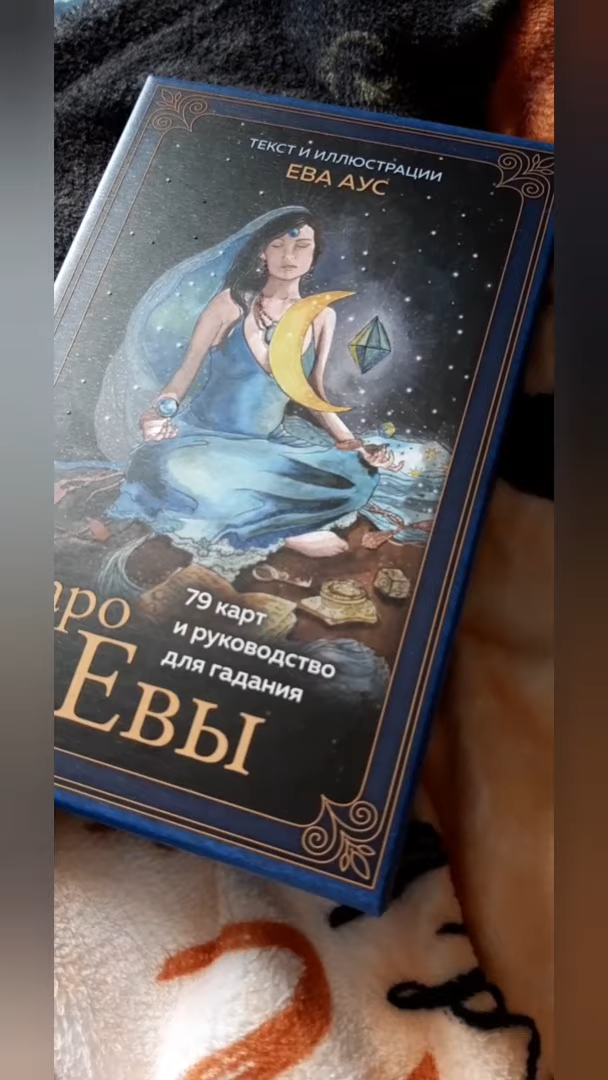 ТЕКСТ И ИЛЛЮСТРАЦИИ
ЕВА АУС
79 карт
и руководство
для гадания
Евы